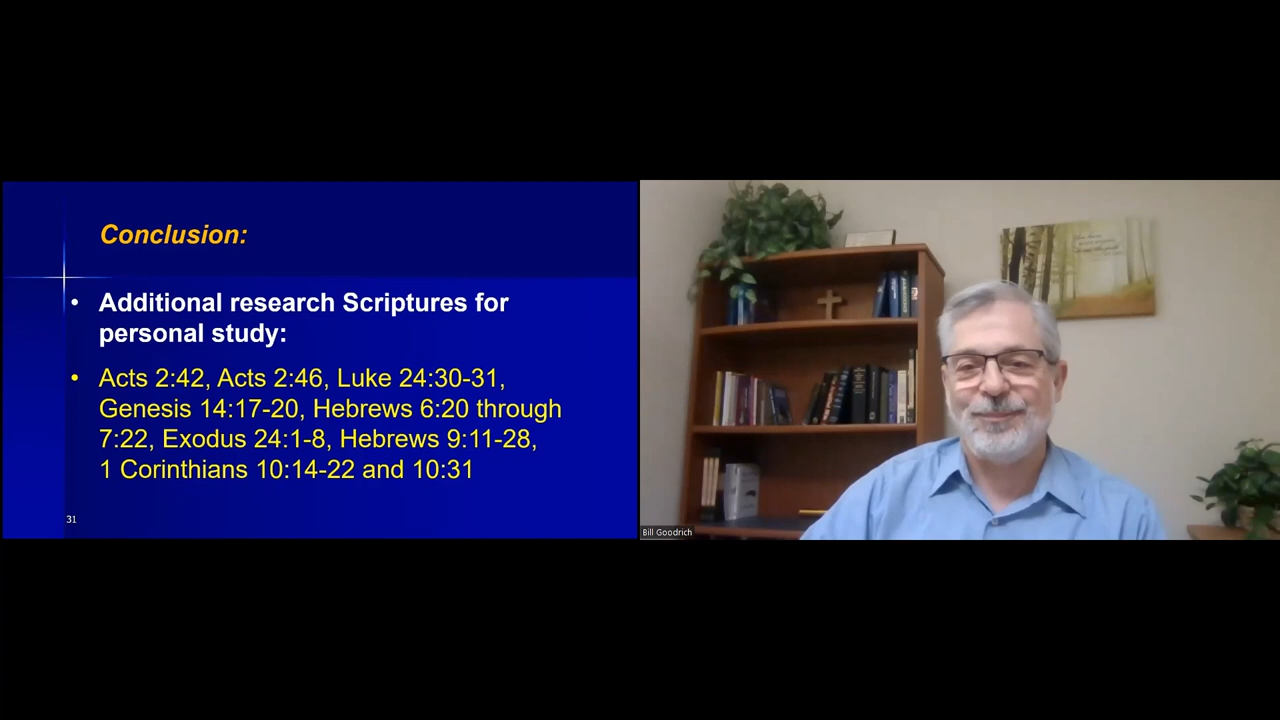 Conclusion:
• Additional research Scriptures for
personal study:
• Acts 2:42, Acts 2:46, Luke 24:30-31,
Genesis 14:17-20, Hebrews 6:20 through
7:22, Exodus 24:1-8, Hebrews 9:11-28,
1 Corinthians 10:14-22 and 10:31
31
Bill Goodrich